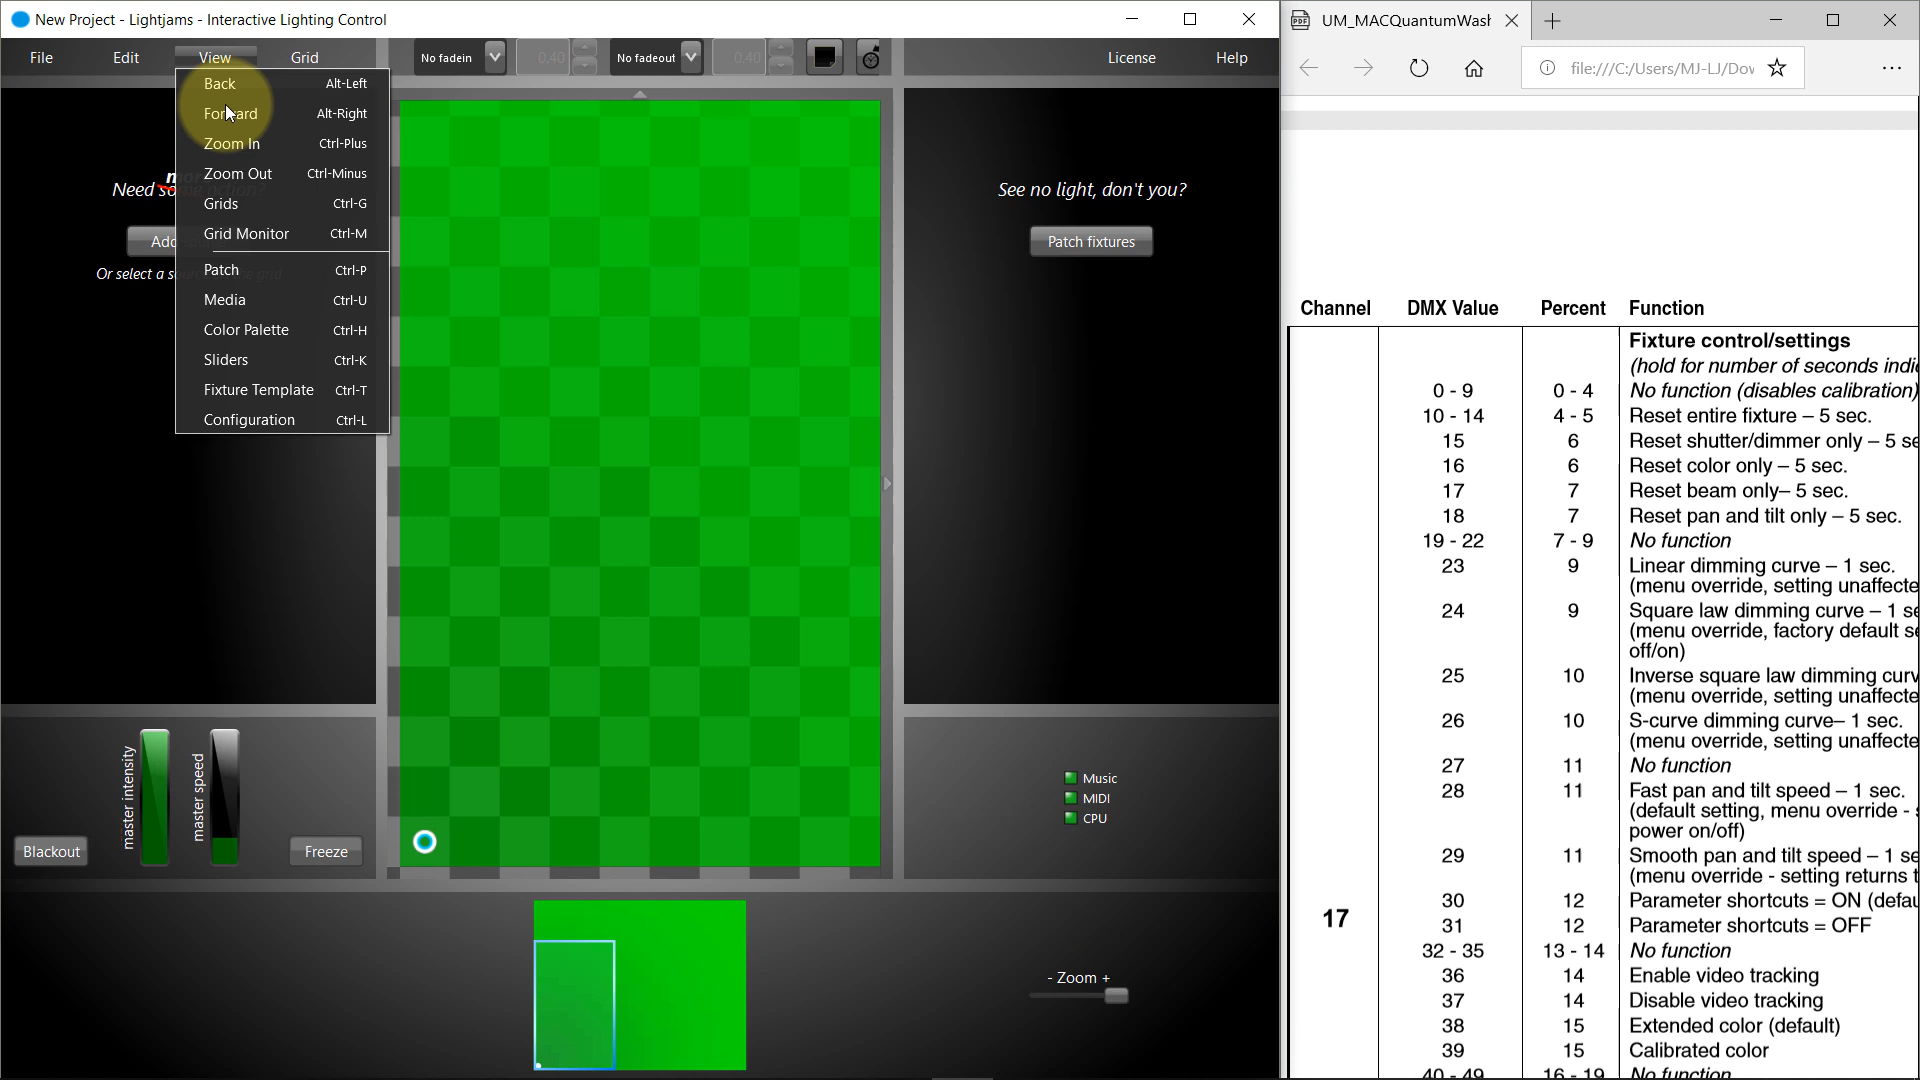 New Project - Lightjams - Interactive Lighting Control
File Edit View Grid
No fadein 0.40 No fadeout 0.40
License Help
Back Alt-Left
Forward Alt-Right
Zoom In Ctrl-Plus
Zoom Out Ctrl-Minus
Grids Ctrl-G
Grid Monitor Ctrl-M
Patch Ctrl-P
Media Ctrl-U
Color Palette Ctrl-H
Sliders Ctrl-K
Fixture Template Ctrl-T
Configuration Ctrl-L
Need
Add
Or select a
grid
See no light, don't you?
Patch fixtures
master intensity
master speed
Blackout
Freeze
Music
MIDI
CPU
- Zoom +
UM_MACQuantumWash
file:///C:/Users/MJ-LJ/Dov
Channel DMX Value Percent Function
17
Fixture control/settings
(hold for number of seconds indi
0 - 9 0 - 4 No function (disables calibration)
10 - 14 4 - 5 Reset entire fixture – 5 sec.
15 6 Reset shutter/dimmer only – 5 se
16 6 Reset color only – 5 sec.
17 7 Reset beam only– 5 sec.
18 7 Reset pan and tilt only – 5 sec.
19 - 22 7 - 9 No function
23 9 Linear dimming curve – 1 sec.
(menu override, setting unaffecte
24 9 Square law dimming curve – 1 se
(menu override, factory default se
off/on)
25 10 Inverse square law dimming curv
(menu override, setting unaffecte
26 10 S-curve dimming curve– 1 sec.
(menu override, setting unaffecte
27 11 No function
28 11 Fast pan and tilt speed – 1 sec.
(default setting, menu override - s
power on/off)
29 11 Smooth pan and tilt speed – 1 se
(menu override - setting returns t
30 12 Parameter shortcuts = ON (defau
31 12 Parameter shortcuts = OFF
32 - 35 13 - 14 No function
36 14 Enable video tracking
37 14 Disable video tracking
38 15 Extended color (default)
39 15 Calibrated color
40 - 49 16 - 19 No function